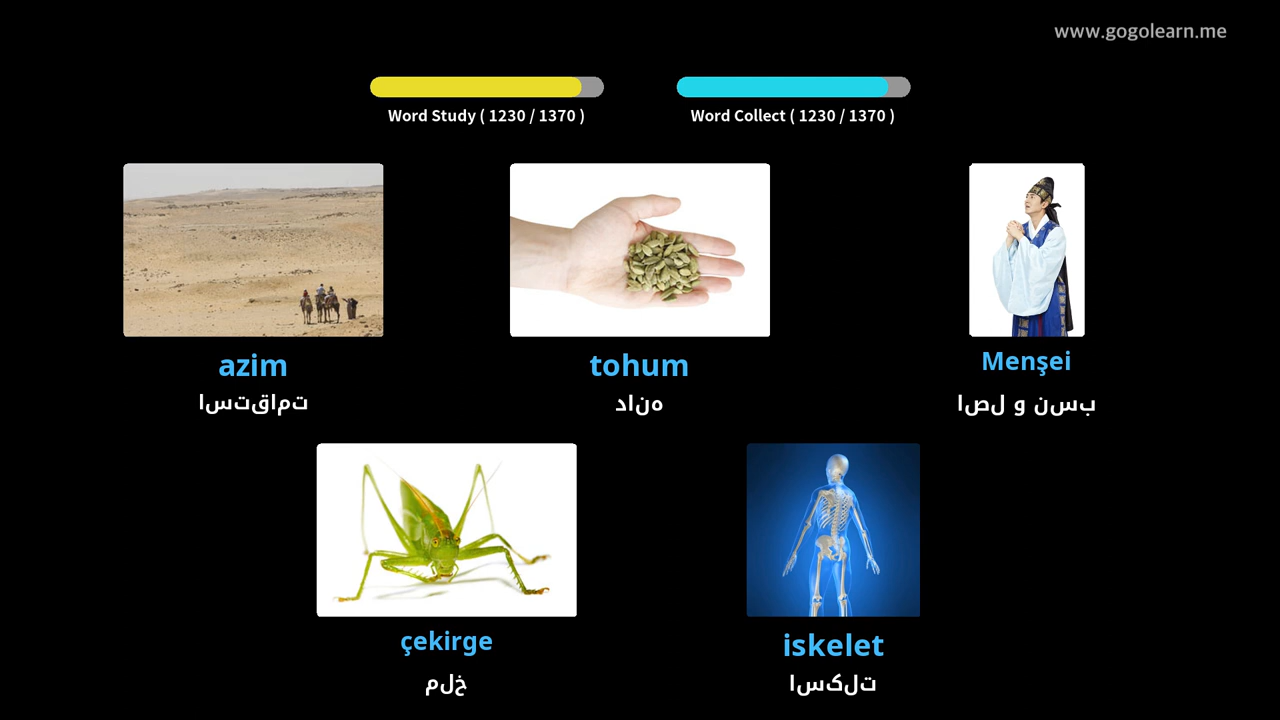 www.gogolearn.me
Word Study ( 1230 / 1370 )
Word Collect ( 1230 / 1370 )
azim
استقامت
tohum
دانه
Menşei
اصل و نسب
çekirge
ملخ
iskelet
اسکلت